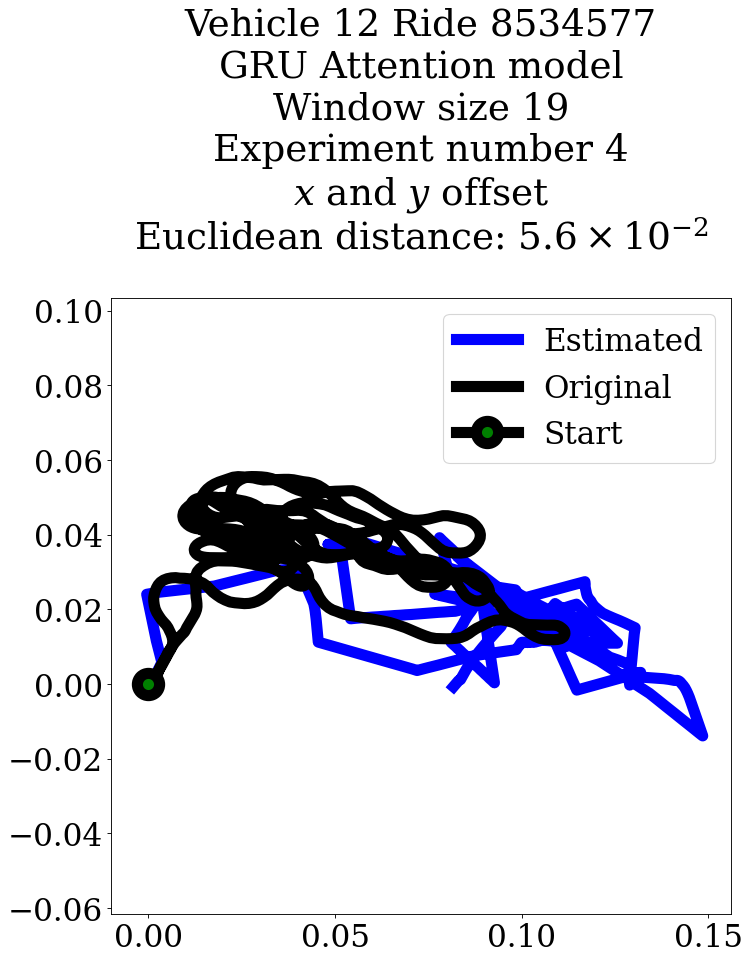 Vehicle 12 Ride 8534577
GRU Attention model
Window size 19
Experiment number 4
x and y offset
Euclidean distance: 5.6 × 10⁻²
Estimated
Original
Start
0.10
0.08
0.06
0.04
0.02
0.00
−0.02
−0.04
−0.06
0.00 0.05 0.10 0.15